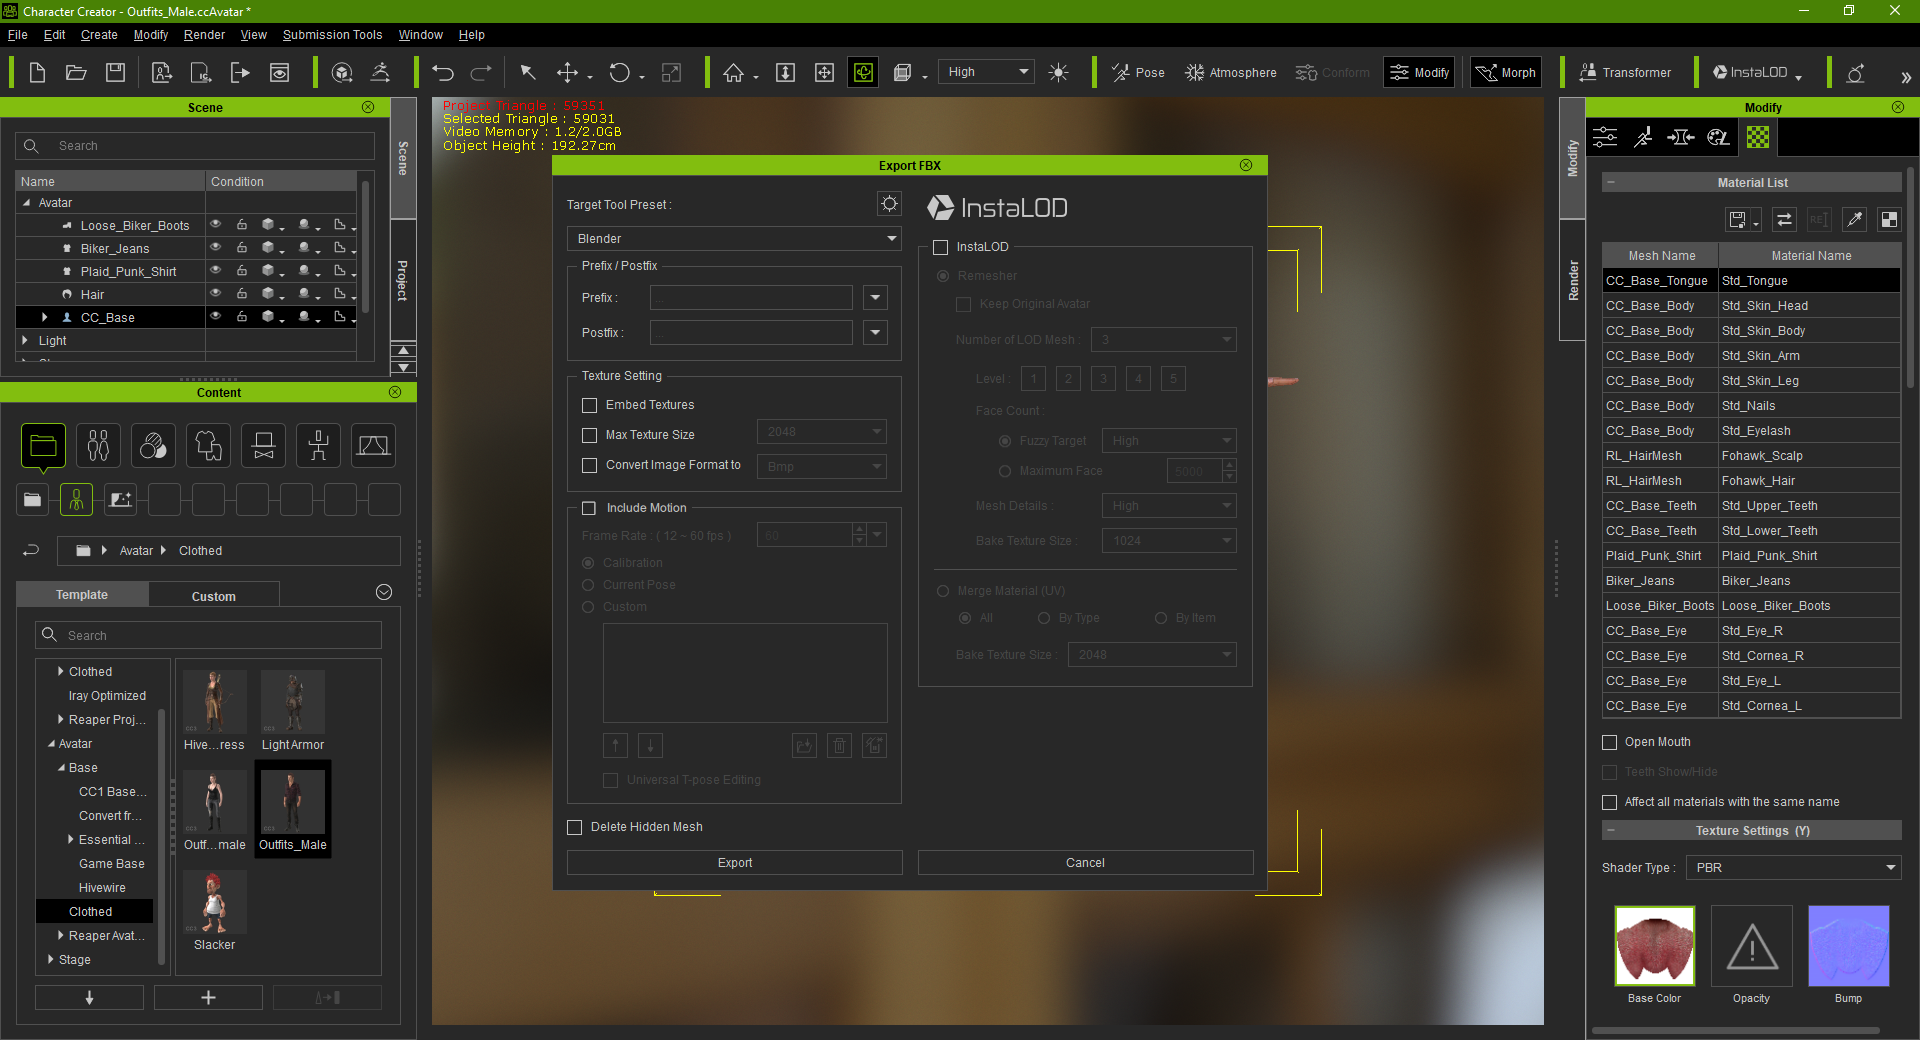 Character Creator - Outfits_Male.ccAvatar *
File Edit Create Modify Render View Submission Tools Window Help
High Pose Atmosphere Conform Modify Morph Transformer InstaLOD
Scene
Search
Name Condition
Avatar
Loose_Biker_Boots
Biker_Jeans
Plaid_Punk_Shirt
Hair
CC_Base
Light
Scene
Project
Content
Avatar Clothed
Template Custom
Search
Clothed
Iray Optimized
Reaper Proj...
Avatar
Base
CC1 Base...
Convert fr...
Essential ...
Game Base
Hivewire
Clothed
Reaper Avat...
Stage
Hive...ress Light Armor
Outf...male Outfits_Male
Slacker
Project Triangle : 59351
Selected Triangle : 59031
Video Memory : 1.2/2.0GB
Object Height : 192.27cm
Export FBX
Target Tool Preset :
Blender
Prefix / Postfix
Prefix :
Postfix :
Texture Setting
Embed Textures
Max Texture Size 2048
Convert Image Format to Bmp
Include Motion
Frame Rate : ( 12 ~ 60 fps ) 60
Calibration
Current Pose
Custom
Universal T-pose Editing
Delete Hidden Mesh
Export
InstaLOD
InstaLOD
Remesher
Keep Original Avatar
Number of LOD Mesh : 3
Level : 1 2 3 4 5
Face Count :
Fuzzy Target High
Maximum Face 5000
Mesh Details : High
Bake Texture Size : 1024
Merge Material (UV)
All By Type By Item
Bake Texture Size : 2048
Cancel
Modify
Render
Modify
Material List
Mesh Name Material Name
CC_Base_Tongue Std_Tongue
CC_Base_Body Std_Skin_Head
CC_Base_Body Std_Skin_Body
CC_Base_Body Std_Skin_Arm
CC_Base_Body Std_Skin_Leg
CC_Base_Body Std_Nails
CC_Base_Body Std_Eyelash
RL_HairMesh Fohawk_Scalp
RL_HairMesh Fohawk_Hair
CC_Base_Teeth Std_Upper_Teeth
CC_Base_Teeth Std_Lower_Teeth
Plaid_Punk_Shirt Plaid_Punk_Shirt
Biker_Jeans Biker_Jeans
Loose_Biker_Boots Loose_Biker_Boots
CC_Base_Eye Std_Eye_R
CC_Base_Eye Std_Cornea_R
CC_Base_Eye Std_Eye_L
CC_Base_Eye Std_Cornea_L
Open Mouth
Teeth Show/Hide
Affect all materials with the same name
Texture Settings (Y)
Shader Type : PBR
Base Color Opacity Bump